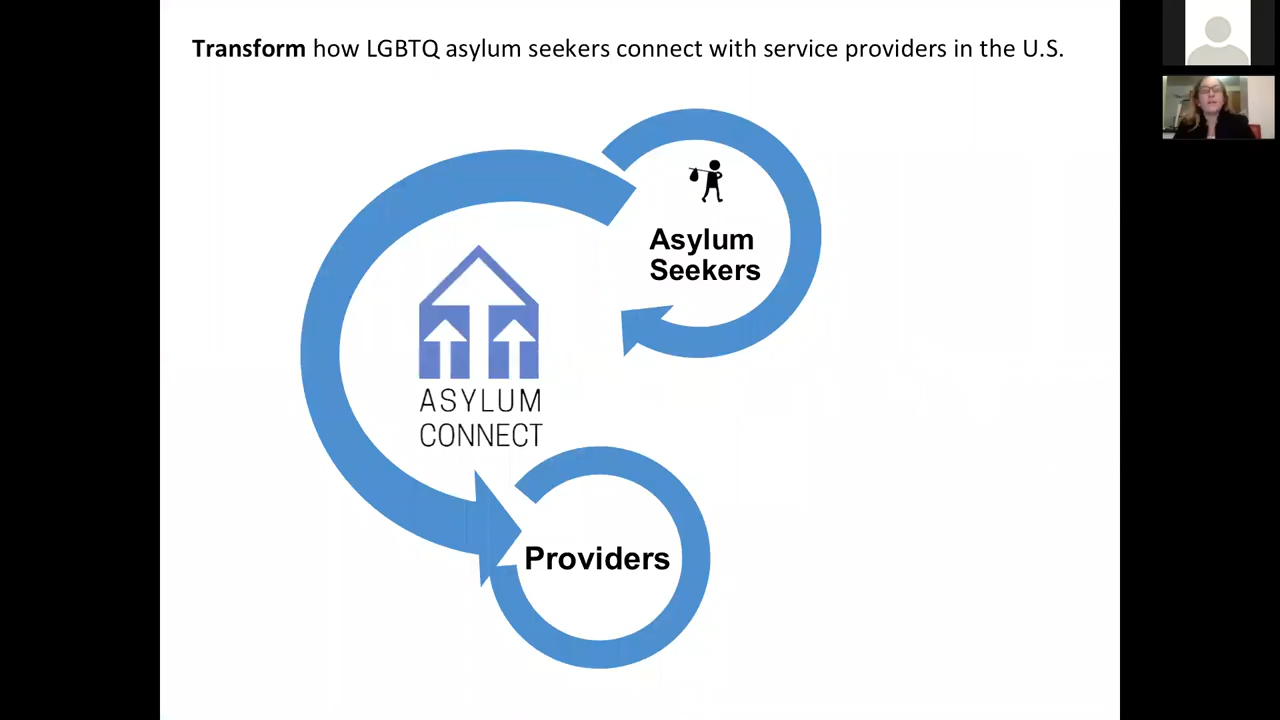 Transform how LGBTQ asylum seekers connect with service providers in the U.S.
Asylum
Seekers
ASYLUM
CONNECT
Providers